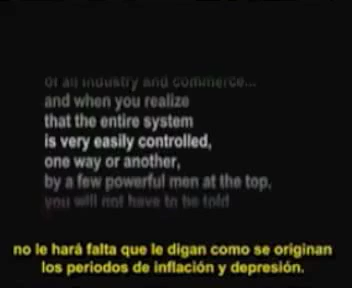 of all industry and commerce...
and when you realize
that the entire system
is very easily controlled,
one way or another,
by a few powerful men at the top,
you will not have to be told
no le hará falta que le digan como se originan
los periodos de inflación y depresión.